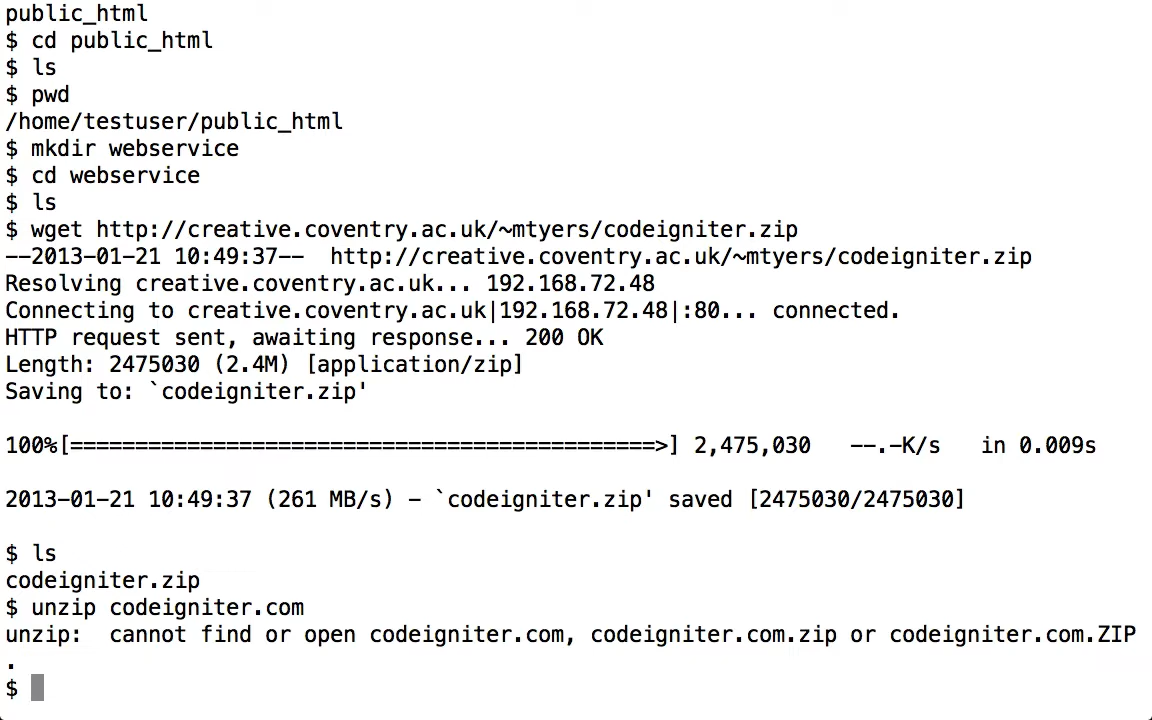 public_html
$ cd public_html
$ ls
$ pwd
/home/testuser/public_html
$ mkdir webservice
$ cd webservice
$ ls
$ wget http://creative.coventry.ac.uk/~mtyers/codeigniter.zip
--2013-01-21 10:49:37--  http://creative.coventry.ac.uk/~mtyers/codeigniter.zip
Resolving creative.coventry.ac.uk... 192.168.72.48
Connecting to creative.coventry.ac.uk|192.168.72.48|:80... connected.
HTTP request sent, awaiting response... 200 OK
Length: 2475030 (2.4M) [application/zip]
Saving to: `codeigniter.zip'
100%[=============================================>] 2,475,030   --.-K/s   in 0.009s
2013-01-21 10:49:37 (261 MB/s) - `codeigniter.zip' saved [2475030/2475030]
$ ls
codeigniter.zip
$ unzip codeigniter.com
unzip:  cannot find or open codeigniter.com, codeigniter.com.zip or codeigniter.com.ZIP
.
$